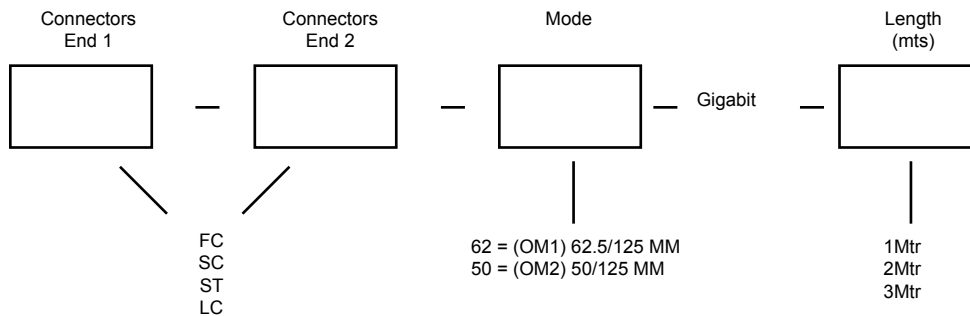 Connectors
End 1
Connectors
End 2
Mode
Length
(mts)
Gigabit
FC
SC
ST
LC
62 = (OM1) 62.5/125 MM
50 = (OM2) 50/125 MM
1Mtr
2Mtr
3Mtr